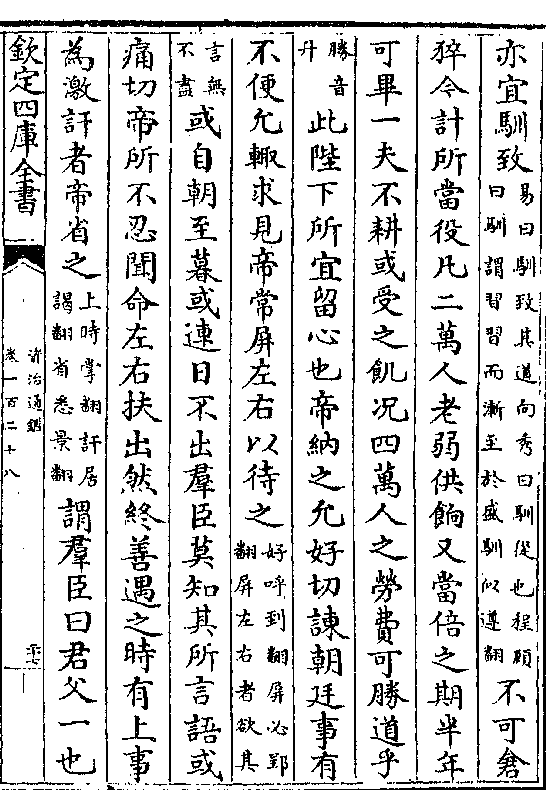 亦宜馴致易曰馴致其道向秀曰馴從也程頤曰馴謂習習而漸至於盛馴似遵翻不可倉
猝今計所當役凡二萬人老弱供餉又當倍之期半年
可畢一夫不耕或受之飢况四萬人之勞費可勝道乎
勝音升此陛下所宜留心也帝納之允好切諫朝廷事有
不便允輙求見帝常屏左右以待之好呼到翻屏必郢翻屏左右者欲其
言無不盡或自朝至暮或連日不出羣臣莫知其所言語或
痛切帝所不忍聞命左右扶出然終善遇之時有上事
為激訐者帝省之上時掌翻訐居謁翻省悉景翻謂羣臣曰君父一也
欽定四庫全書
資治通鑑
卷一百二十八
二十七